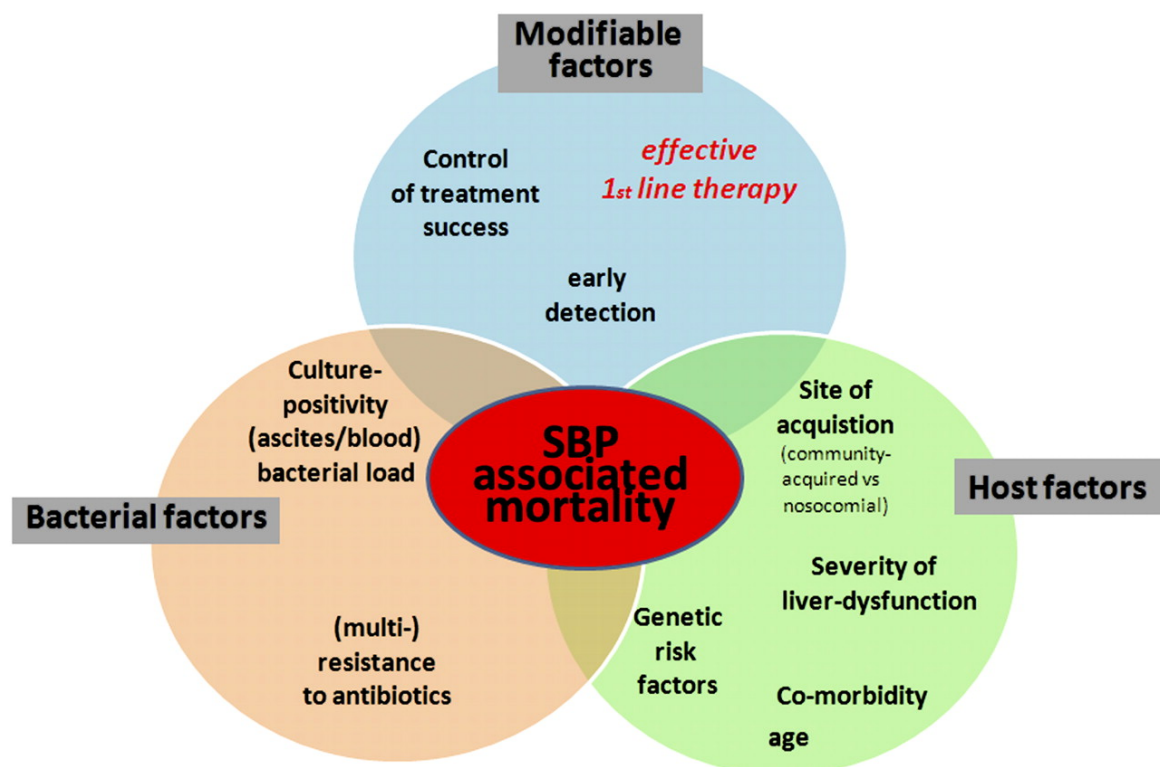 Modifiable
factors
Control
of treatment
success
effective
1st line therapy
early
detection
Culture-
positivity
(ascites/blood)
bacterial load
Bacterial factors
(multi-)
resistance
to antibiotics
SBP
associated
mortality
Site of
acquistion
(community-
acquired vs
nosocomial)
Host factors
Severity of
liver-dysfunction
Genetic
risk
factors
Co-morbidity
age